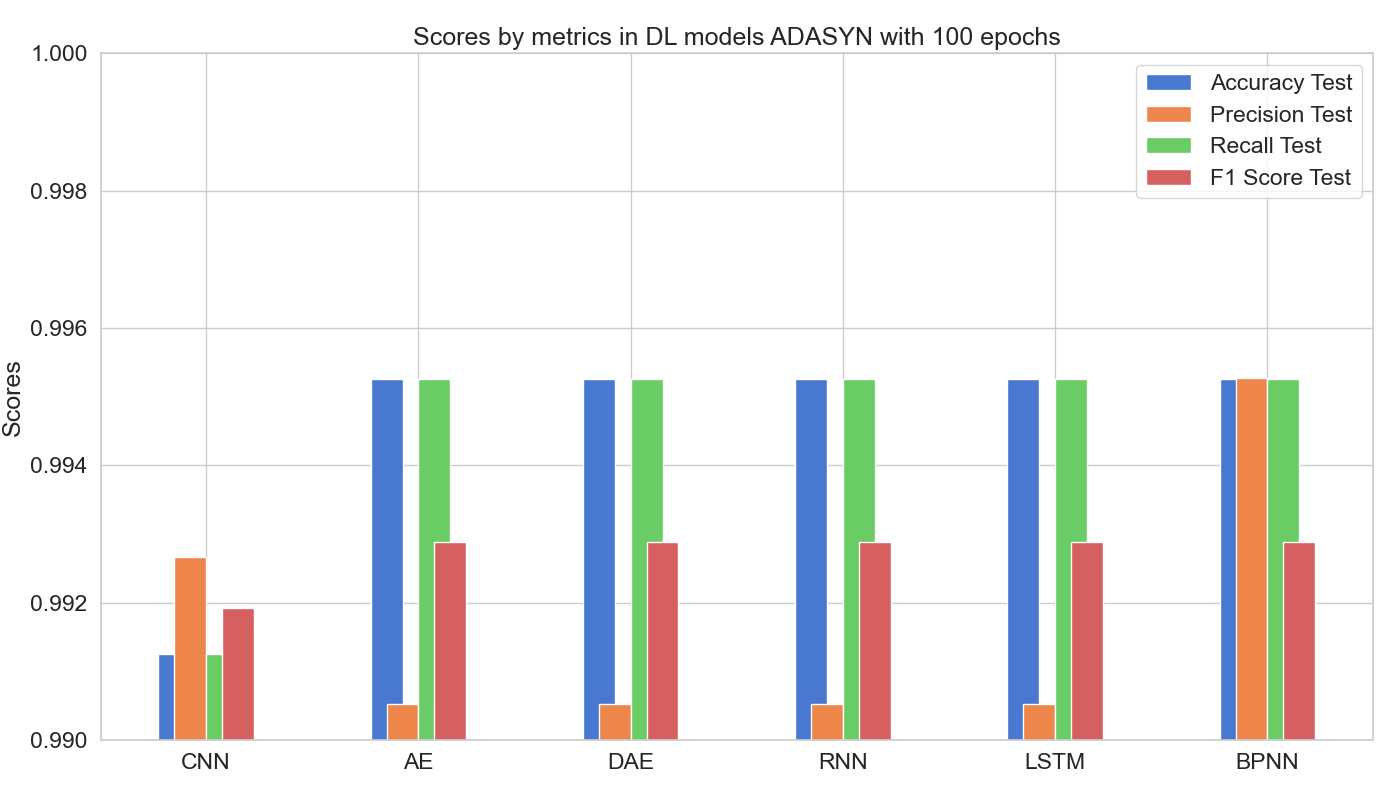 Scores by metrics in DL models ADASYN with 100 epochs
1.000
0.998
0.996
0.994
0.992
0.990
Scores
Accuracy Test
Precision Test
Recall Test
F1 Score Test
CNN
AE
DAE
RNN
LSTM
BPNN